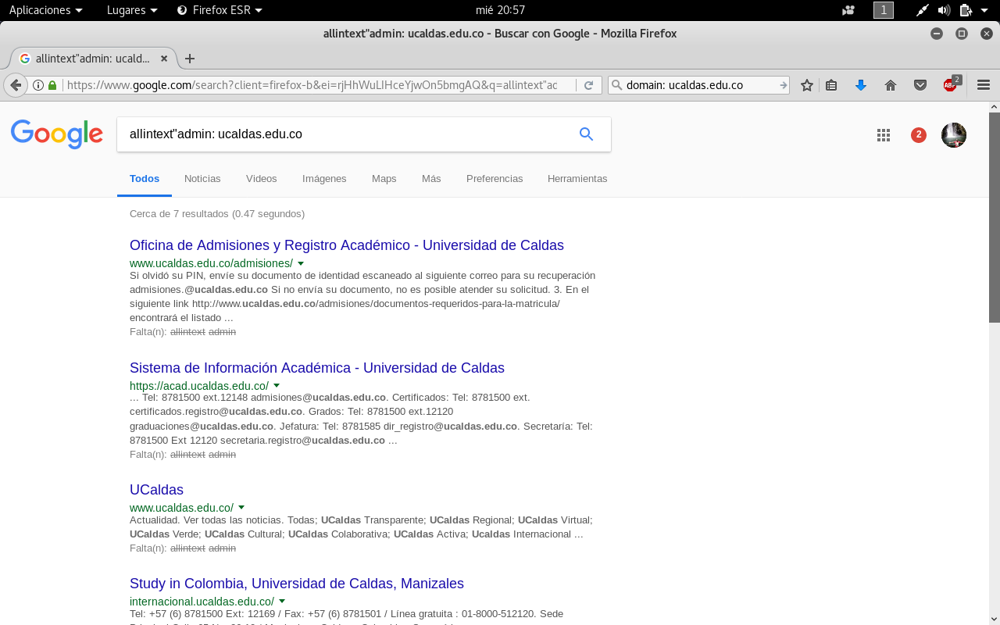 Aplicaciones Lugares Firefox ESR mié 20:57 1
allintext"admin: ucaldas.edu.co - Buscar con Google - Mozilla Firefox
allintext"admin: ucald...
https://www.google.com/search?client=firefox-b&ei=rjHhWuLIHceYjwOn5bmgAQ&q=allintext"ac domain: ucaldas.edu.co ABP 2
Google allintext"admin: ucaldas.edu.co 2
Todos Noticias Videos Imágenes Maps Más Preferencias Herramientas
Cerca de 7 resultados (0.47 segundos)
Oficina de Admisiones y Registro Académico - Universidad de Caldas
www.ucaldas.edu.co/admisiones/
Si olvidó su PIN, envíe su documento de identidad escaneado al siguiente correo para su recuperación
admisiones.@ucaldas.edu.co Si no envía su documento, no es posible atender su solicitud. 3. En el
siguiente link http://www.ucaldas.edu.co/admisiones/documentos-requeridos-para-la-matricula/
encontrará el listado ...
Falta(n): allintext admin
Sistema de Información Académica - Universidad de Caldas
https://acad.ucaldas.edu.co/
... Tel: 8781500 ext.12148 admisiones@ucaldas.edu.co. Certificados: Tel: 8781500 ext.
certificados.registro@ucaldas.edu.co. Grados: Tel: 8781500 ext.12120
graduaciones@ucaldas.edu.co. Jefatura: Tel: 8781585 dir_registro@ucaldas.edu.co. Secretaría: Tel:
8781500 Ext 12120 secretaria.registro@ucaldas.edu.co ...
Falta(n): allintext admin
UCaldas
www.ucaldas.edu.co/
Actualidad. Ver todas las noticias. Todas; UCaldas Transparente; UCaldas Regional; UCaldas Virtual;
UCaldas Verde; UCaldas Cultural; UCaldas Colaborativa; UCaldas Activa; Ucaldas Internacional ...
Falta(n): allintext admin
Study in Colombia, Universidad de Caldas, Manizales
internacional.ucaldas.edu.co/
Tel: +57 (6) 8781500 Ext: 12169 / Fax: +57 (6) 8781501 / Línea gratuita : 01-8000-512120. Sede